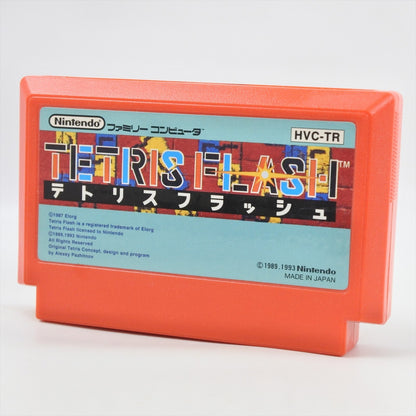 Nintendo ファミリー コンピュータ™
HVC-TR
TETRIS FLASH™
テトリスフラッシュ
©1987 Elorg
Tetris Flash is a registered trademark of Elorg
Tetris Flash licensed to Nintendo
©1989,1993 Nintendo
All Rights Reserved
Original Tetris Concept, design and program
by Alexey Pazhitnov
©1989,1993 Nintendo
MADE IN JAPAN